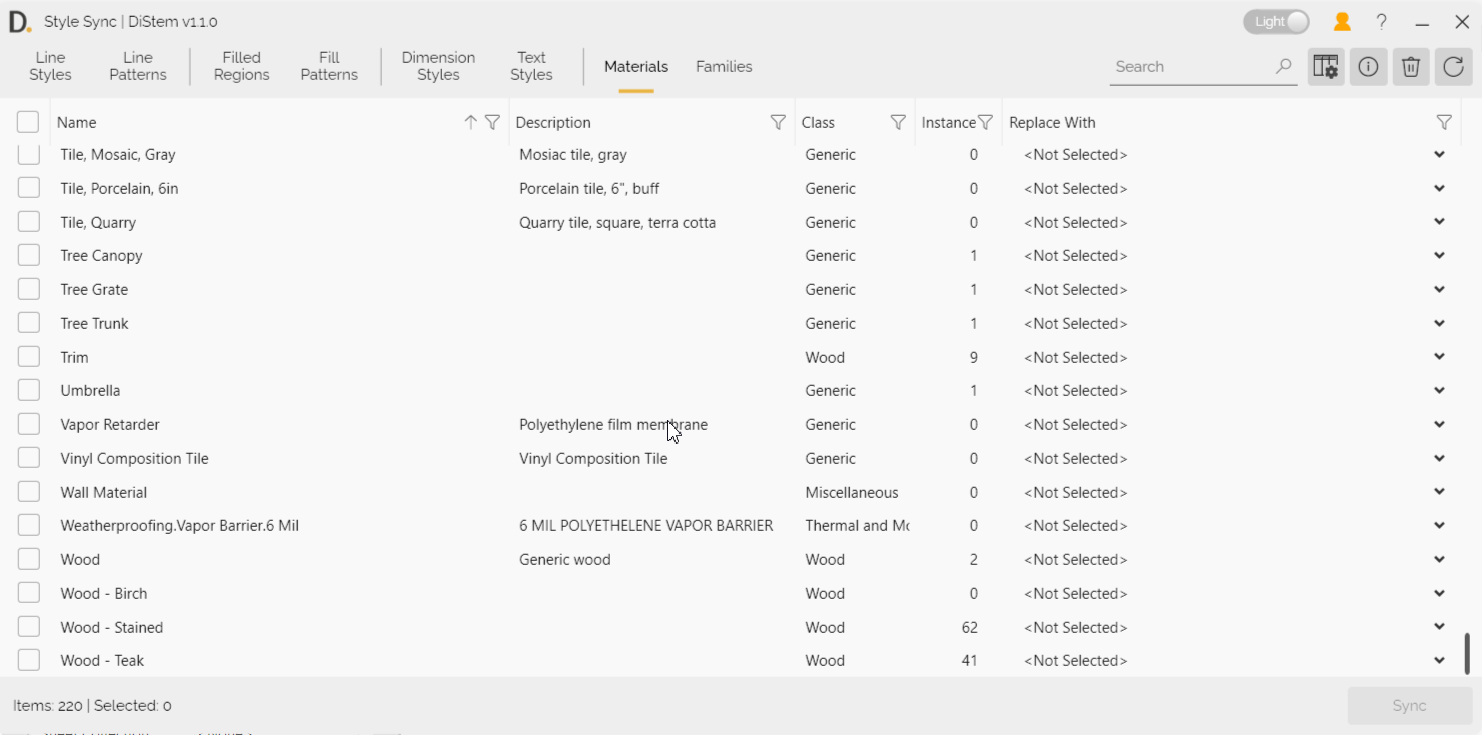 D. Style Sync | DiStem v1.1.0 Light ?
Line Styles Line Patterns Filled Regions Fill Patterns Dimension Styles Text Styles Materials Families Search
Name Description Class Instance Replace With
Tile, Mosaic, Gray Mosiac tile, gray Generic 0 <Not Selected>
Tile, Porcelain, 6in Porcelain tile, 6", buff Generic 0 <Not Selected>
Tile, Quarry Quarry tile, square, terra cotta Generic 0 <Not Selected>
Tree Canopy Generic 1 <Not Selected>
Tree Grate Generic 1 <Not Selected>
Tree Trunk Generic 1 <Not Selected>
Trim Wood 9 <Not Selected>
Umbrella Generic 1 <Not Selected>
Vapor Retarder Polyethylene film membrane Generic 0 <Not Selected>
Vinyl Composition Tile Vinyl Composition Tile Generic 0 <Not Selected>
Wall Material Miscellaneous 0 <Not Selected>
Weatherproofing.Vapor Barrier.6 Mil 6 MIL POLYETHELENE VAPOR BARRIER Thermal and Mo 0 <Not Selected>
Wood Generic wood Wood 2 <Not Selected>
Wood - Birch Wood 0 <Not Selected>
Wood - Stained Wood 62 <Not Selected>
Wood - Teak Wood 41 <Not Selected>
Items: 220 | Selected: 0 Sync